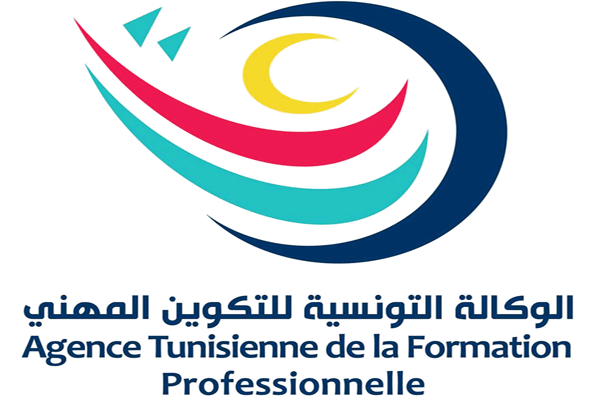 الوكالة التونسية للتكوين المهني
Agence Tunisienne de la Formation
Professionnelle